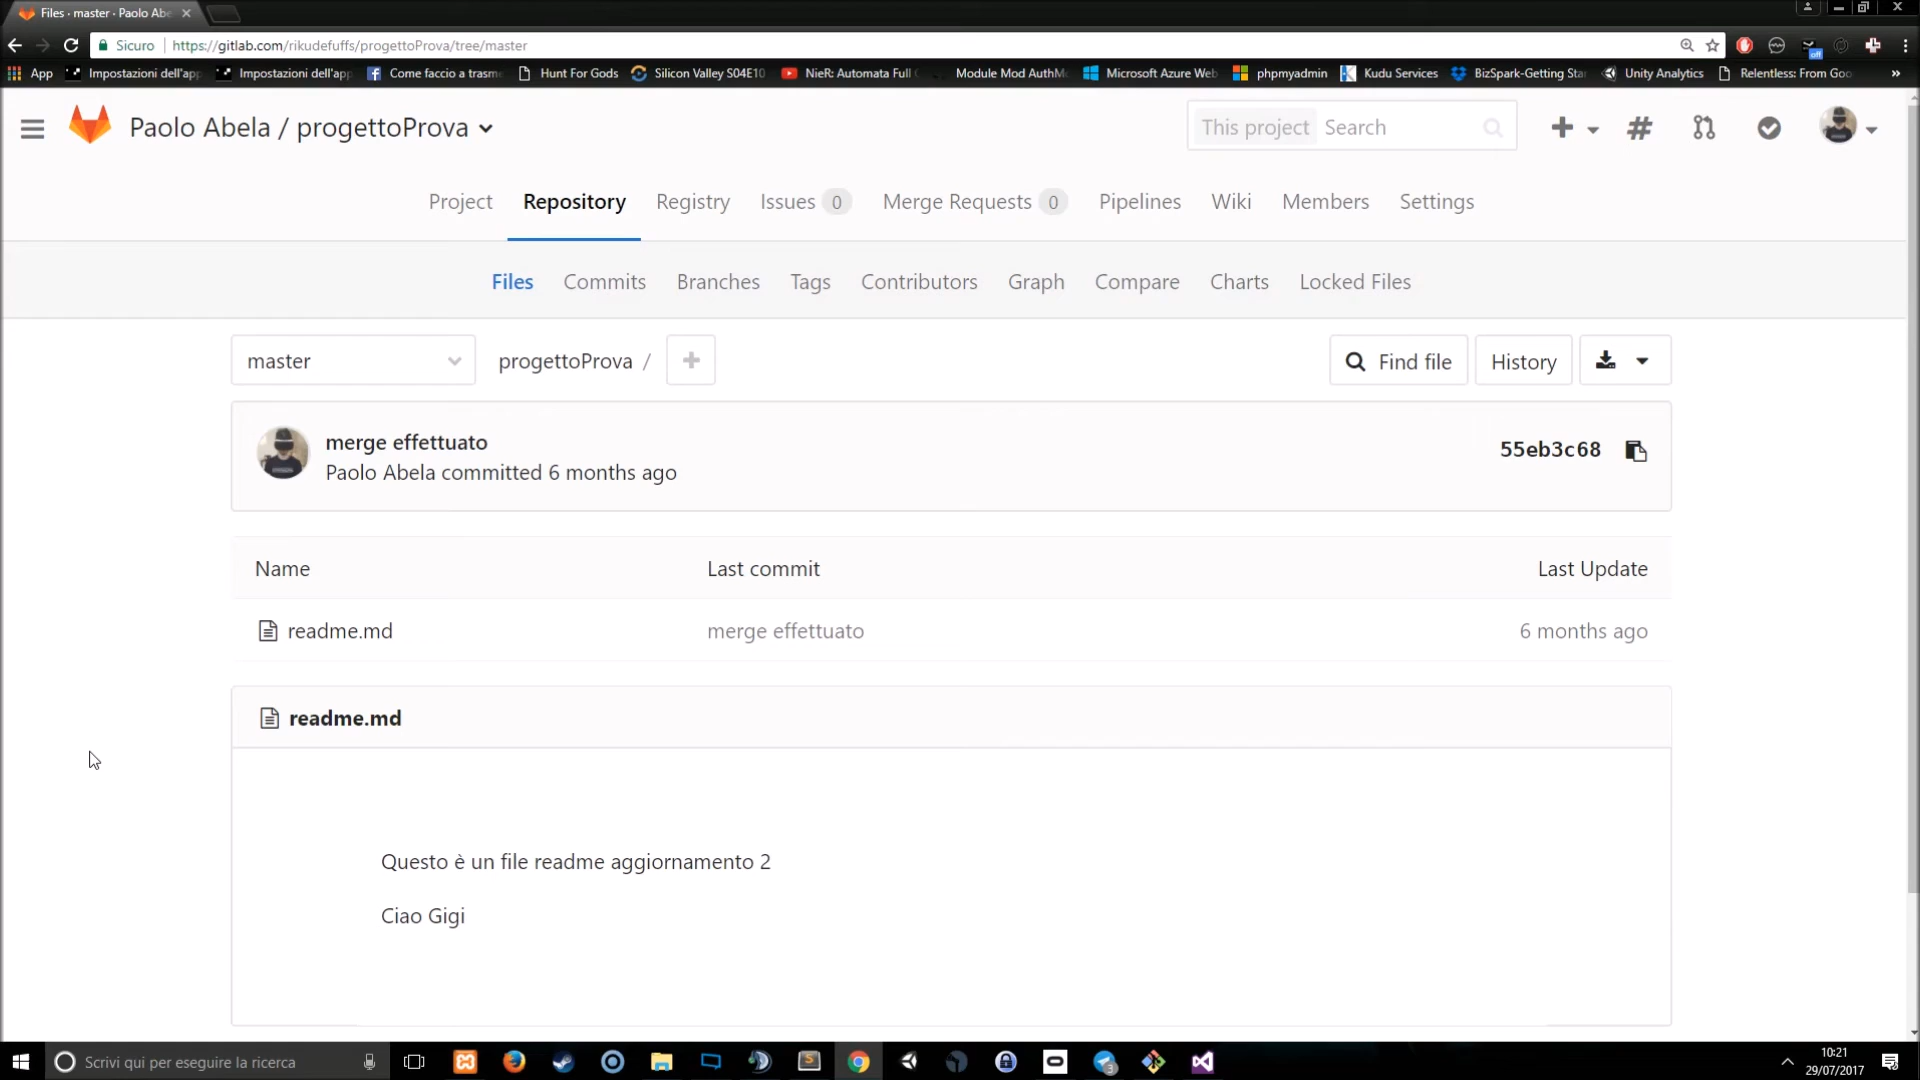 Files · master · Paolo Abe
Sicuro https://gitlab.com/rikudefuffs/progettoProva/tree/master
App Impostazioni dell'app Impostazioni dell'app Come faccio a trasme Hunt For Gods Silicon Valley S04E10 NieR: Automata Full Module Mod AuthM Microsoft Azure Web phpmyadmin Kudu Services BizSpark-Getting Star Unity Analytics Relentless: From Goo »
off
Paolo Abela / progettoProva This project Search
Project Repository Registry Issues 0 Merge Requests 0 Pipelines Wiki Members Settings
Files Commits Branches Tags Contributors Graph Compare Charts Locked Files
master progettoProva / Find file History
merge effettuato
Paolo Abela committed 6 months ago
55eb3c68
Name Last commit Last Update
readme.md merge effettuato 6 months ago
readme.md
Questo è un file readme aggiornamento 2
Ciao Gigi
Scrivi qui per eseguire la ricerca
3
10:21
29/07/2017